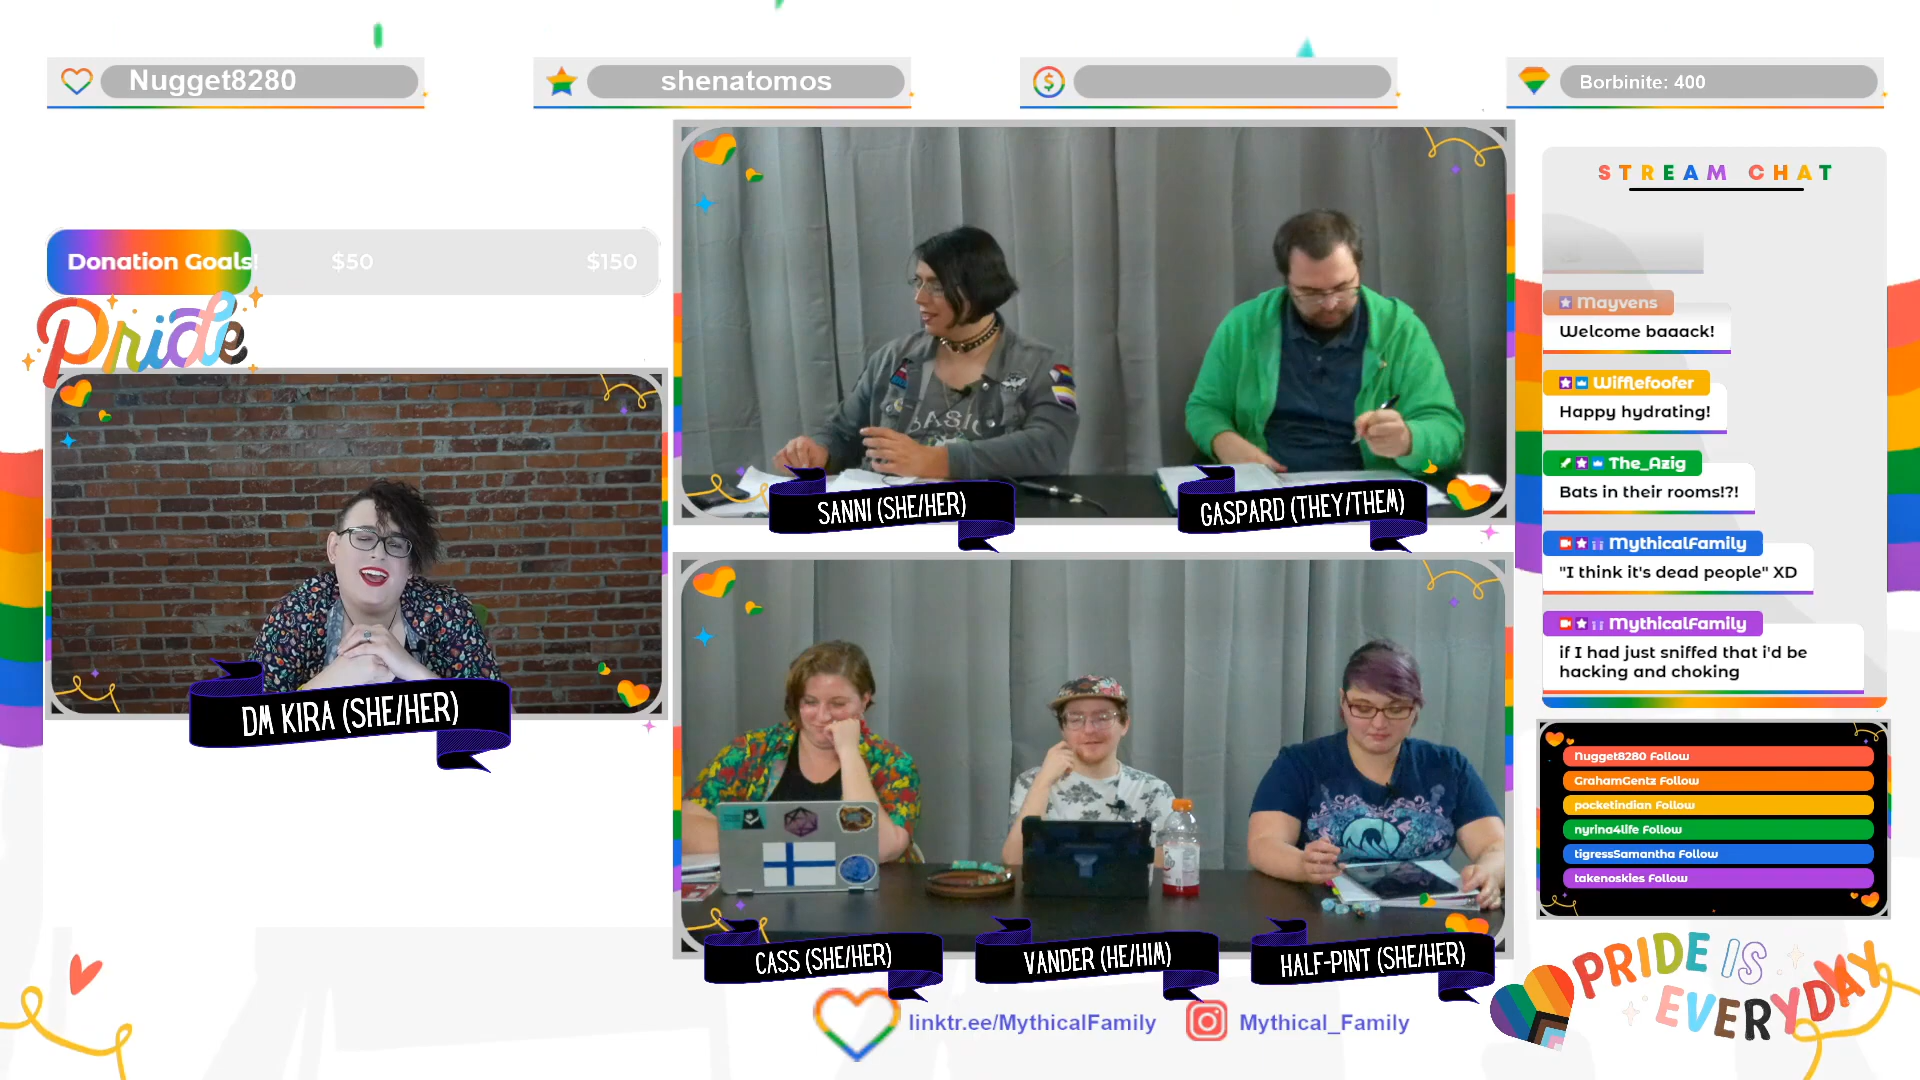 Nugget8280
shenatomos
Borbinite: 400
Donation Goals!
$50
$150
Pride
DM KIRA (SHE/HER)
BASIC
SANNI (SHE/HER)
GASPARD (THEY/THEM)
CASS (SHE/HER)
VANDER (HE/HIM)
HALF-PINT (SHE/HER)
linktr.ee/MythicalFamily
Mythical_Family
STREAM CHAT
Mayvens
Welcome baaack!
Wifflefoofer
Happy hydrating!
The_Azig
Bats in their rooms!?!
MythicalFamily
"I think it's dead people" XD
MythicalFamily
if I had just sniffed that i'd be
hacking and choking
Nugget8280 Follow
GrahamGentz Follow
pocketindian Follow
nyrina4life Follow
tigressSamantha Follow
takenoskies Follow
PRIDE IS
EVERYDAY